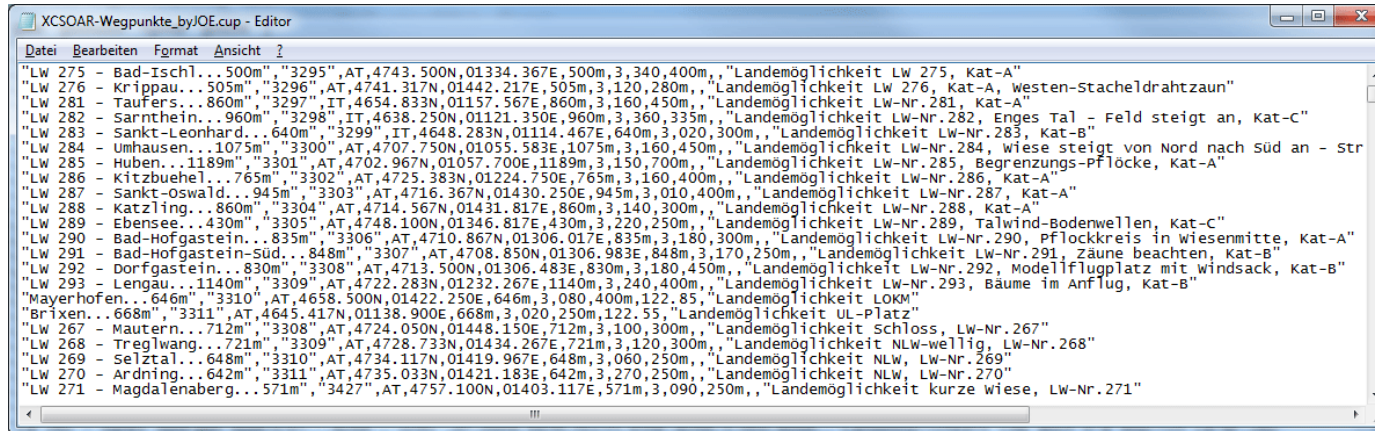 XCSOAR-Wegpunkte_byJOE.cup - Editor
Datei Bearbeiten Format Ansicht ?
"LW 275 - Bad-Ischl...500m","3295",AT,4743.500N,01334.367E,500m,3,340,400m,,"Landemöglichkeit LW 275, Kat-A"
"LW 276 - Krippau...505m","3296",AT,4741.317N,01442.217E,505m,3,120,280m,,"Landemöglichkeit LW 276, Kat-A, Westen-Stacheldrahtzaun"
"LW 281 - Taufers...860m","3297",IT,4654.833N,01157.567E,860m,3,160,450m,,"Landemöglichkeit LW-Nr.281, Kat-A"
"LW 282 - Sarnthein...960m","3298",IT,4638.250N,01121.350E,960m,3,360,335m,,"Landemöglichkeit LW-Nr.282, Enges Tal - Feld steigt an, Kat-C"
"LW 283 - Sankt-Leonhard...640m","3299",IT,4648.283N,01114.467E,640m,3,020,300m,,"Landemöglichkeit LW-Nr.283, Kat-B"
"LW 284 - Umhausen...1075m","3300",AT,4707.750N,01055.583E,1075m,3,160,450m,,"Landemöglichkeit LW-Nr.284, Wiese steigt von Nord nach Süd an - Str
"LW 285 - Huben...1189m","3301",AT,4702.967N,01057.700E,1189m,3,150,700m,,"Landemöglichkeit LW-Nr.285, Begrenzungs-Pflöcke, Kat-A"
"LW 286 - Kitzbuehel...765m","3302",AT,4725.383N,01224.750E,765m,3,160,400m,,"Landemöglichkeit LW-Nr.286, Kat-A"
"LW 287 - Sankt-Oswald...945m","3303",AT,4716.367N,01430.250E,945m,3,010,400m,,"Landemöglichkeit LW-Nr.287, Kat-A"
"LW 288 - Katzling...860m","3304",AT,4714.567N,01431.817E,860m,3,140,300m,,"Landemöglichkeit LW-Nr.288, Kat-A"
"LW 289 - Ebensee...430m","3305",AT,4748.100N,01346.817E,430m,3,220,250m,,"Landemöglichkeit LW-Nr.289, Talwind-Bodenwellen, Kat-C"
"LW 290 - Bad-Hofgastein...835m","3306",AT,4710.867N,01306.017E,835m,3,180,300m,,"Landemöglichkeit LW-Nr.290, Pflockkreis in Wiesenmitte, Kat-A"
"LW 291 - Bad-Hofgastein-Süd...848m","3307",AT,4708.850N,01306.983E,848m,3,170,250m,,"Landemöglichkeit LW-Nr.291, Zäune beachten, Kat-B"
"LW 292 - Dorfgastein...830m","3308",AT,4713.500N,01306.483E,830m,3,180,450m,,"Landemöglichkeit LW-Nr.292, Modellflugplatz mit Windsack, Kat-B"
"LW 293 - Lengau...1140m","3309",AT,4722.283N,01232.267E,1140m,3,240,400m,,"Landemöglichkeit LW-Nr.293, Bäume im Anflug, Kat-B"
"Mayerhofen...646m","3310",AT,4658.500N,01422.250E,646m,3,080,400m,122.85,"Landemöglichkeit LOKM"
"Brixen...668m","3311",AT,4645.417N,01138.900E,668m,3,020,250m,122.55,"Landemöglichkeit UL-Platz"
"LW 267 - Mautern...712m","3308",AT,4724.050N,01448.150E,712m,3,100,300m,,"Landemöglichkeit Schloss, LW-Nr.267"
"LW 268 - Treglwang...721m","3309",AT,4728.733N,01434.267E,721m,3,120,300m,,"Landemöglichkeit NLW-wellig, LW-Nr.268"
"LW 269 - Selztal...648m","3310",AT,4734.117N,01419.967E,648m,3,060,250m,,"Landemöglichkeit NLW, LW-Nr.269"
"LW 270 - Ardning...642m","3311",AT,4735.033N,01421.183E,642m,3,270,250m,,"Landemöglichkeit NLW, LW-Nr.270"
"LW 271 - Magdalenaberg...571m","3427",AT,4757.100N,01403.117E,571m,3,090,250m,,"Landemöglichkeit kurze Wiese, LW-Nr.271"